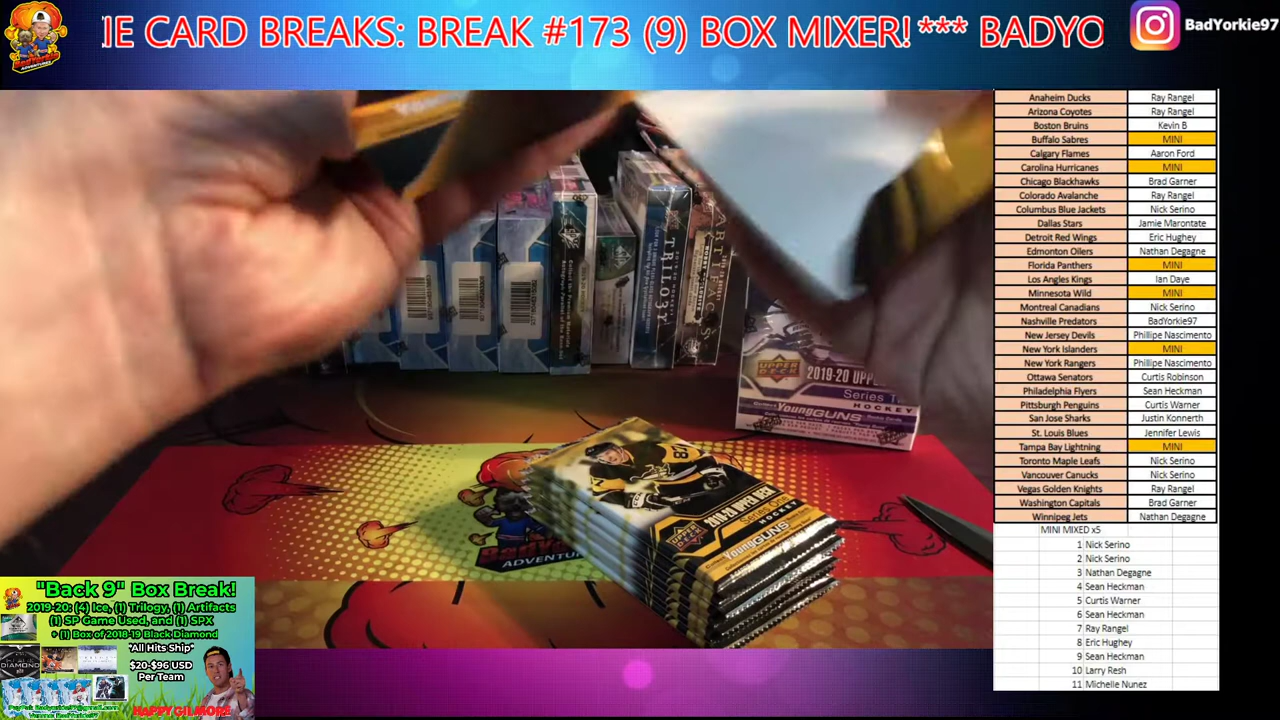 IE CARD BREAKS: BREAK #173 (9) BOX MIXER! *** BADYO
BadYorkie97
Anaheim Ducks Ray Rangel
Arizona Coyotes Ray Rangel
Boston Bruins Kevin B
Buffalo Sabres MINI
Calgary Flames Aaron Ford
Carolina Hurricanes MINI
Chicago Blackhawks Brad Garner
Colorado Avalanche Ray Rangel
Columbus Blue Jackets Nick Serino
Dallas Stars Jamie Marontate
Detroit Red Wings Eric Hughey
Edmonton Oilers Nathan Degagne
Florida Panthers MINI
Los Angeles Kings Ian Daye
Minnesota Wild MINI
Montreal Canadians Nick Serino
Nashville Predators BadYorkie97
New Jersey Devils Phillipe Nascimento
New York Islanders MINI
New York Rangers Phillipe Nascimento
Ottawa Senators Curtis Robinson
Philadelphia Flyers Sean Heckman
Pittsburgh Penguins Curtis Warner
San Jose Sharks Justin Konnerth
St. Louis Blues Jennifer Lewis
Tampa Bay Lightning MINI
Toronto Maple Leafs Nick Serino
Vancouver Canucks Nick Serino
Vegas Golden Knights Ray Rangel
Washington Capitals Brad Garner
Winnipeg Jets Nathan Degagne
MINI MIXED x5
1 Nick Serino
2 Nick Serino
3 Nathan Degagne
4 Sean Heckman
5 Curtis Warner
6 Sean Heckman
7 Ray Rangel
8 Eric Hughey
9 Sean Heckman
10 Larry Resh
11 Michelle Nunez
TRILOGY
ARTIFACTS
UPPER DECK
2019-20 UPP
Series T
HOCKEY
YoungGUNS
87
UPPER DECK
HOCKEY
YoungGUNS
ADVENTURES
"Back 9" Box Break!
2019-20: (4) Ice, (1) Trilogy, (1) Artifacts
(1) SP Game Used, and (1) SPX
+ (1) Box of 2018-19 Black Diamond
*All Hits Ship*
$20-$96 USD
Per Team
DIAMOND
HAPPY GILMORE